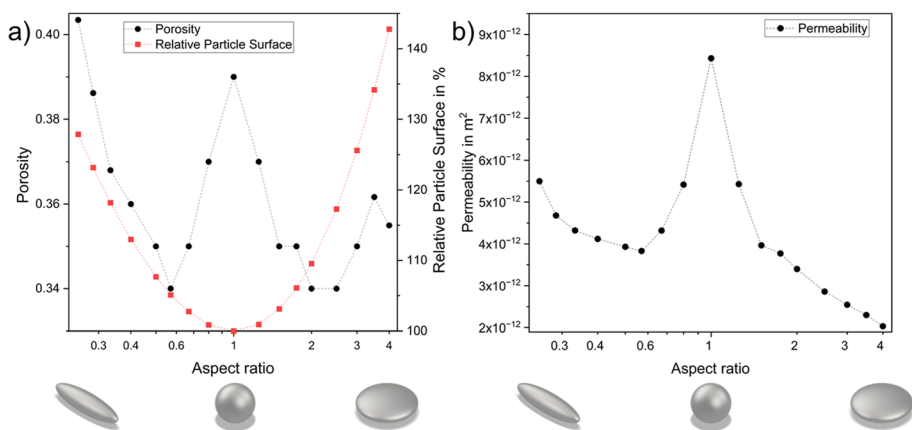 a)
Porosity
Relative Particle Surface
0.40
0.38
0.36
0.34
Porosity
140
130
120
110
100
Relative Particle Surface in %
0.3 0.4 0.6 1 2 3 4
Aspect ratio
b)
Permeability
9x10⁻¹²
8x10⁻¹²
7x10⁻¹²
6x10⁻¹²
5x10⁻¹²
4x10⁻¹²
3x10⁻¹²
2x10⁻¹²
Permeability in m²
0.3 0.4 0.6 1 2 3 4
Aspect ratio